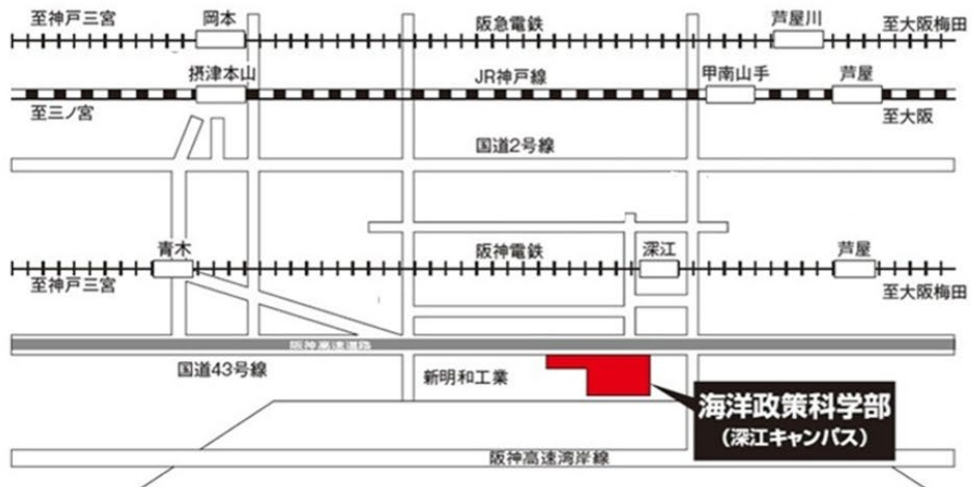 至神戸三宮
岡本
阪急電鉄
芦屋川
至大阪梅田
摂津本山
JR神戸線
甲南山手
芦屋
至三ノ宮
至大阪
国道2号線
青木
阪神電鉄
深江
芦屋
至神戸三宮
至大阪梅田
阪神高速道路
国道43号線
新明和工業
海洋政策科学部
（深江キャンパス）
阪神高速湾岸線